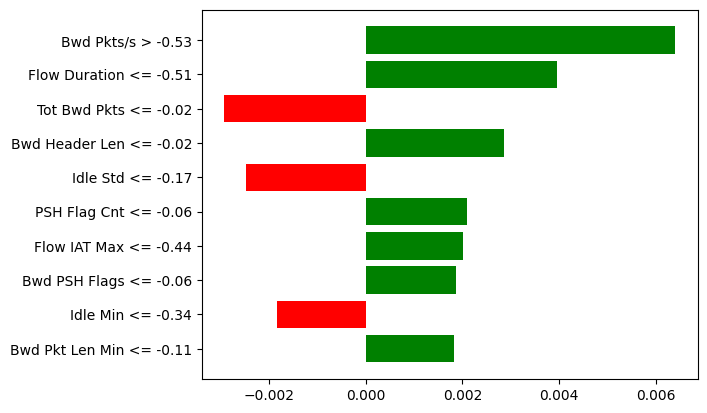 Bwd Pkts/s > -0.53
Flow Duration <= -0.51
Tot Bwd Pkts <= -0.02
Bwd Header Len <= -0.02
Idle Std <= -0.17
PSH Flag Cnt <= -0.06
Flow IAT Max <= -0.44
Bwd PSH Flags <= -0.06
Idle Min <= -0.34
Bwd Pkt Len Min <= -0.11
−0.002 0.000 0.002 0.004 0.006